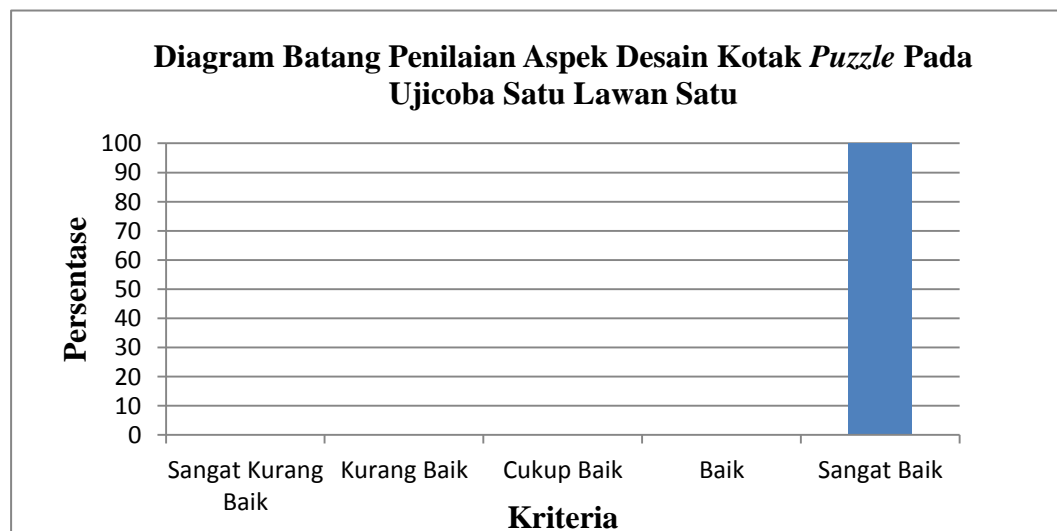 Diagram Batang Penilaian Aspek Desain Kotak Puzzle Pada
Ujicoba Satu Lawan Satu
Persentase
100
90
80
70
60
50
40
30
20
10
0
Sangat Kurang
Baik
Kurang Baik
Cukup Baik
Baik
Sangat Baik
Kriteria